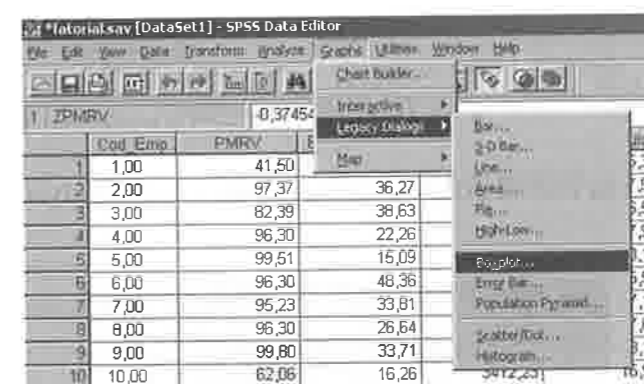 *fatorial.sav [DataSet1] - SPSS Data Editor
File Edit View Data Transform Analyze Graphs Utilities Window Help
Chart Builder...
1 : ZPMRV -0,3745
Interactive
Legacy Dialogs
Map
Bar...
3-D Bar...
Line...
Area...
Pie...
High-Low...
Boxplot...
Error Bar...
Population Pyramid...
Scatter/Dot...
Histogram...
Cod_Emp PMRV
1 1,00 41,50
2 2,00 97,37 36,27
3 3,00 82,39 38,63
4 4,00 96,30 22,26
5 5,00 99,51 15,09
6 6,00 96,30 48,36
7 7,00 95,23 33,81
8 8,00 96,30 26,64
9 9,00 99,80 33,71
10 10,00 62,06 16,26